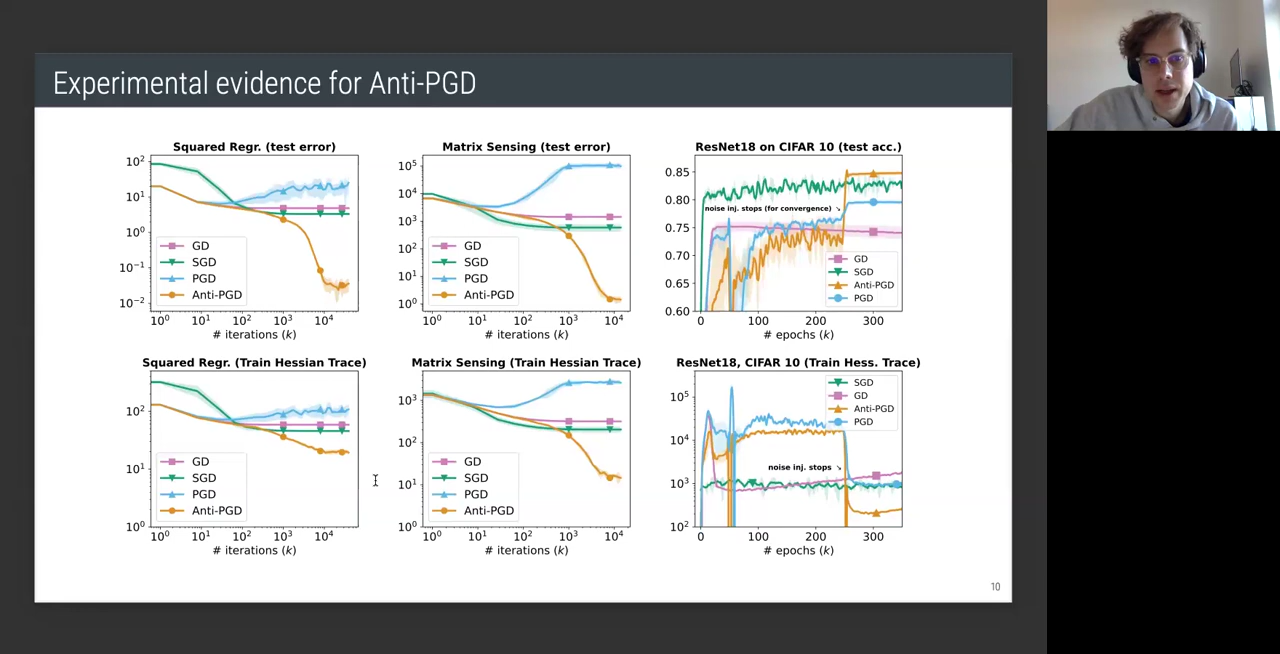 Experimental evidence for Anti-PGD
Squared Regr. (test error)
10²
10¹
10⁰
10⁻¹
10⁻²
GD
SGD
PGD
Anti-PGD
10⁰ 10¹ 10² 10³ 10⁴
# iterations (k)
Matrix Sensing (test error)
10⁵
10⁴
10³
10²
10¹
10⁰
GD
SGD
PGD
Anti-PGD
10⁰ 10¹ 10² 10³ 10⁴
# iterations (k)
ResNet18 on CIFAR 10 (test acc.)
0.85
0.80
0.75
0.70
0.65
0.60
noise inj. stops (for convergence) ↘
GD
SGD
Anti-PGD
PGD
0 100 200 300
# epochs (k)
Squared Regr. (Train Hessian Trace)
10²
10¹
10⁰
GD
SGD
PGD
Anti-PGD
10⁰ 10¹ 10² 10³ 10⁴
# iterations (k)
Matrix Sensing (Train Hessian Trace)
10³
10²
10¹
10⁰
GD
SGD
PGD
Anti-PGD
10⁰ 10¹ 10² 10³ 10⁴
# iterations (k)
ResNet18, CIFAR 10 (Train Hess. Trace)
10⁵
10⁴
10³
10²
SGD
GD
Anti-PGD
PGD
noise inj. stops ↘
0 100 200 300
# epochs (k)
10